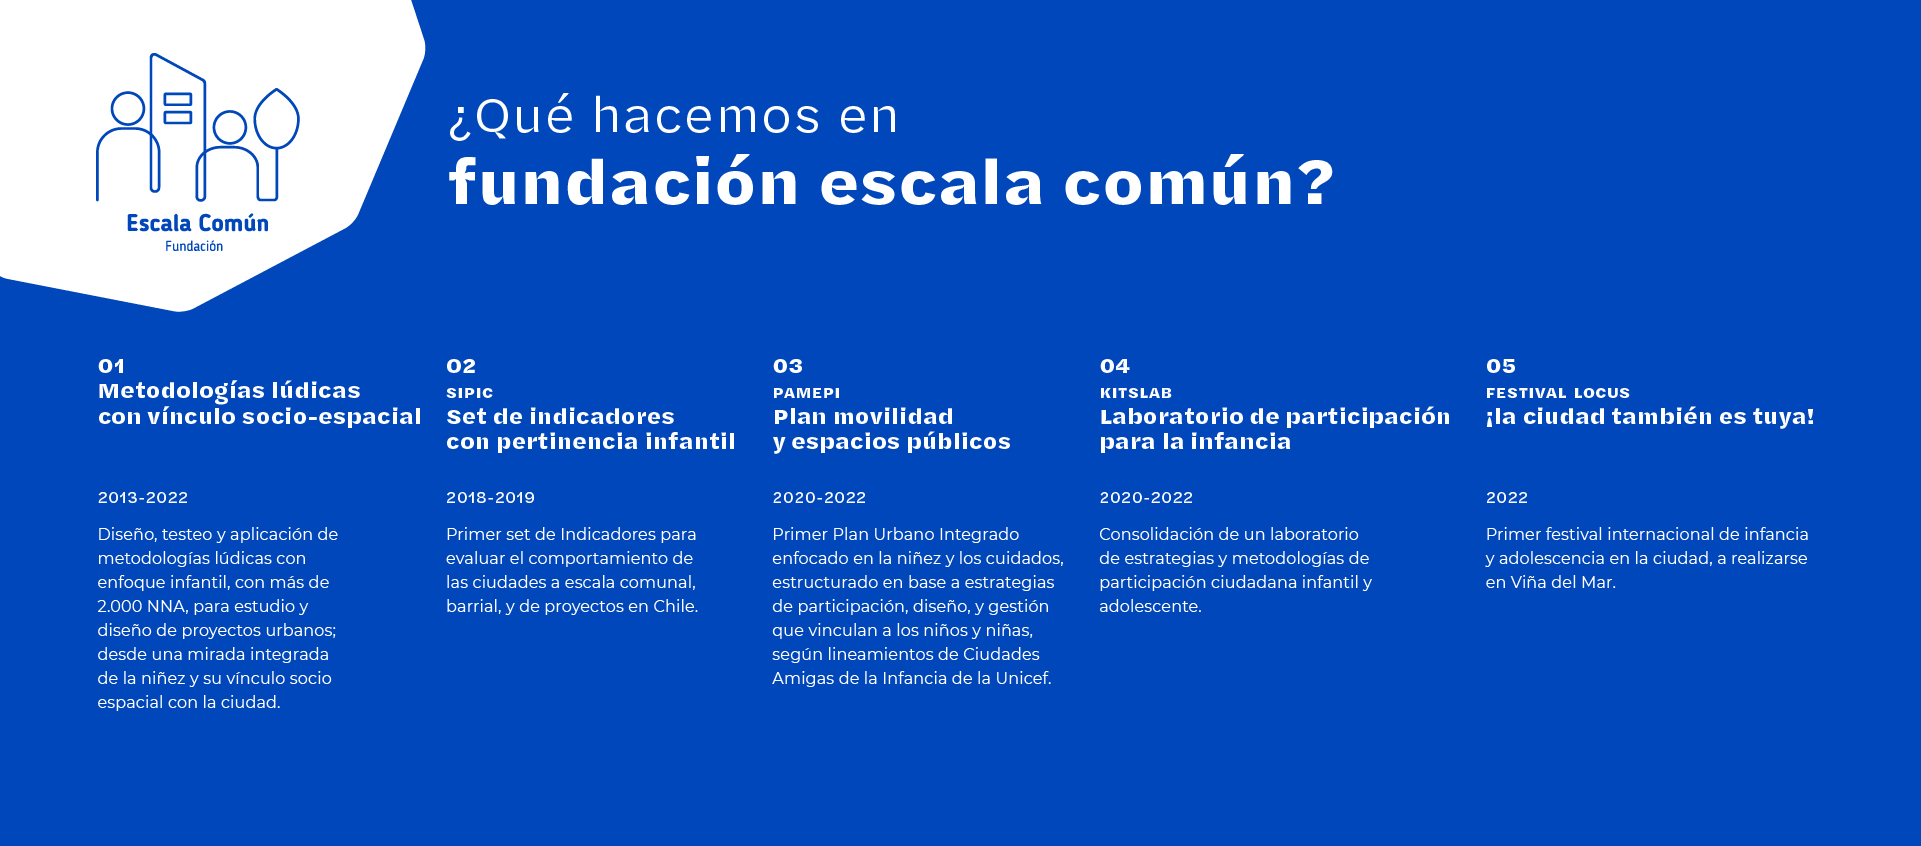 Escala Común
Fundación
¿Qué hacemos en
fundación escala común?
01
Metodologías lúdicas
con vínculo socio-espacial
2013-2022
Diseño, testeo y aplicación de
metodologías lúdicas con
enfoque infantil, con más de
2.000 NNA, para estudio y
diseño de proyectos urbanos;
desde una mirada integrada
de la niñez y su vínculo socio
espacial con la ciudad.
02
SIPIC
Set de indicadores
con pertinencia infantil
2018-2019
Primer set de Indicadores para
evaluar el comportamiento de
las ciudades a escala comunal,
barrial, y de proyectos en Chile.
03
PAMEPI
Plan movilidad
y espacios públicos
2020-2022
Primer Plan Urbano Integrado
enfocado en la niñez y los cuidados,
estructurado en base a estrategias
de participación, diseño, y gestión
que vinculan a los niños y niñas,
según lineamientos de Ciudades
Amigas de la Infancia de la Unicef.
04
KITSLAB
Laboratorio de participación
para la infancia
2020-2022
Consolidación de un laboratorio
de estrategias y metodologías de
participación ciudadana infantil y
adolescente.
05
FESTIVAL LOCUS
¡la ciudad también es tuya!
2022
Primer festival internacional de infancia
y adolescencia en la ciudad, a realizarse
en Viña del Mar.